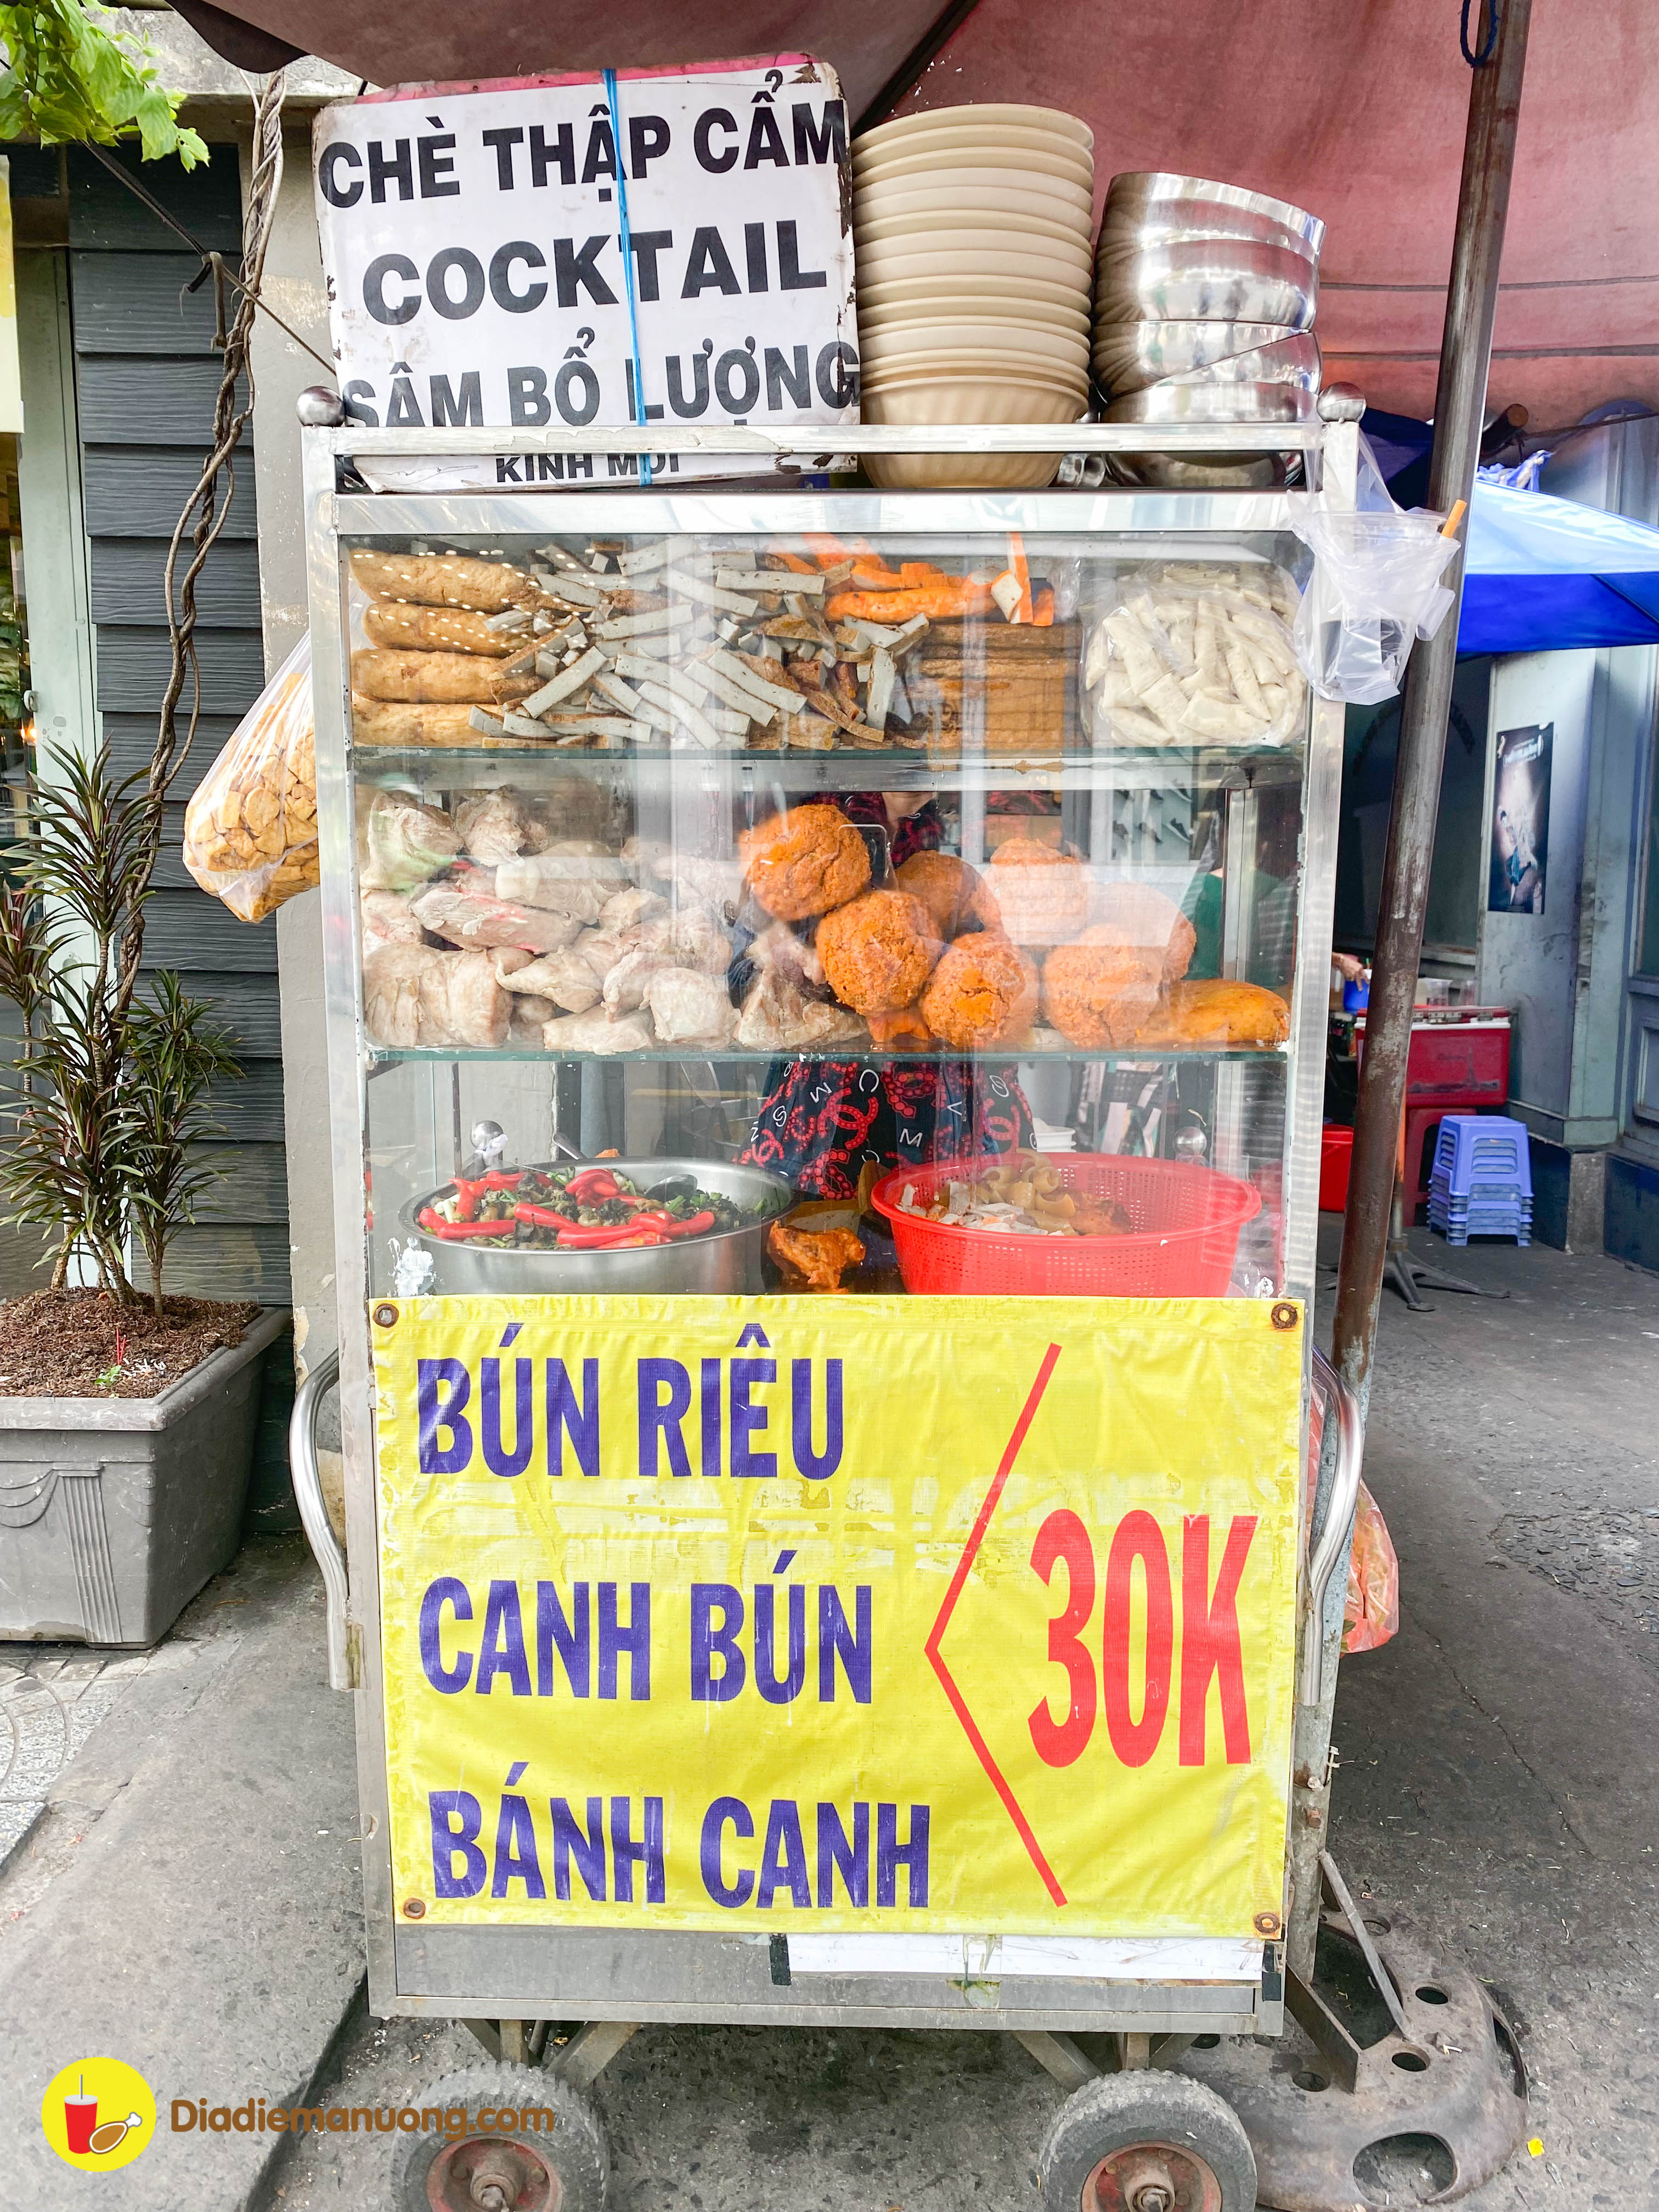 CHÈ THẬP CẨM
COCKTAIL
SÂM BỔ LƯỢNG
KÍNH MỜI
BÚN RIÊU
CANH BÚN
BÁNH CANH
30K
Diadiemanuong.com